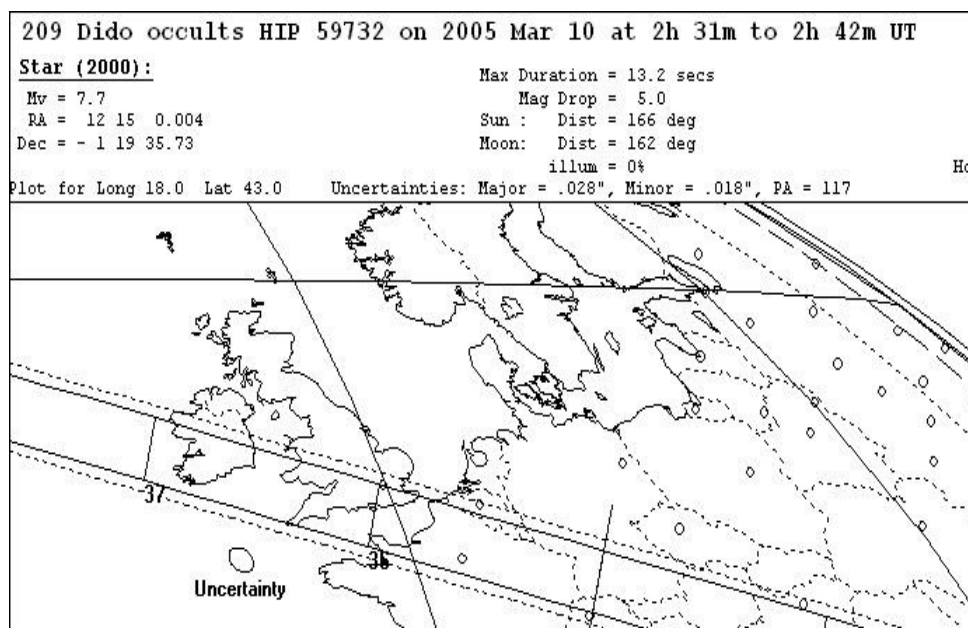 209 Dido occults HIP 59732 on 2005 Mar 10 at 2h 31m to 2h 42m UT
Star (2000):
Mv = 7.7
RA = 12 15 0.004
Dec = - 1 19 35.73
Max Duration = 13.2 secs
Mag Drop = 5.0
Sun : Dist = 166 deg
Moon: Dist = 162 deg
illum = 0%
Plot for Long 18.0 Lat 43.0 Uncertainties: Major = .028", Minor = .018", PA = 117
37
Uncertainty